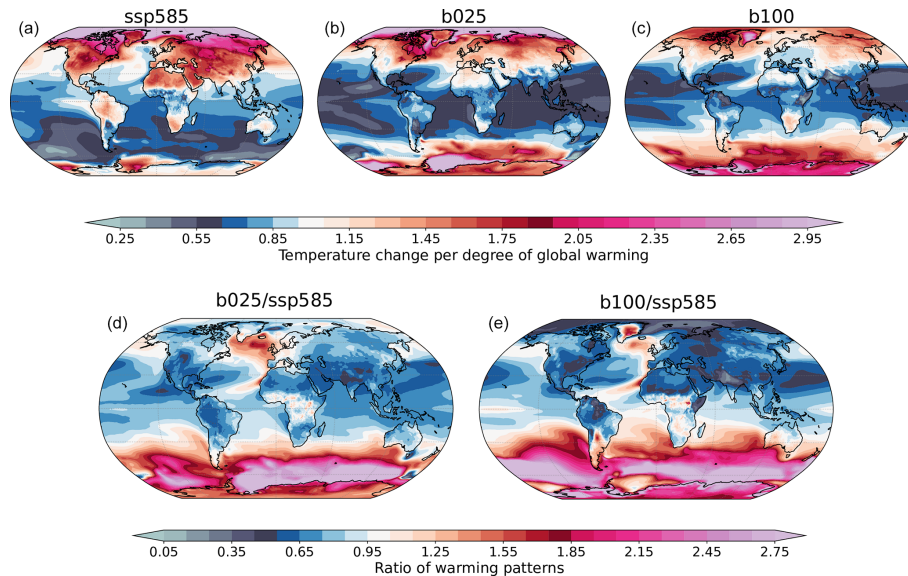 ssp585
b025
b100
(a)
(b)
(c)
0.25 0.55 0.85 1.15 1.45 1.75 2.05 2.35 2.65 2.95
Temperature change per degree of global warming
b025/ssp585
b100/ssp585
(d)
(e)
0.05 0.35 0.65 0.95 1.25 1.55 1.85 2.15 2.45 2.75
Ratio of warming patterns